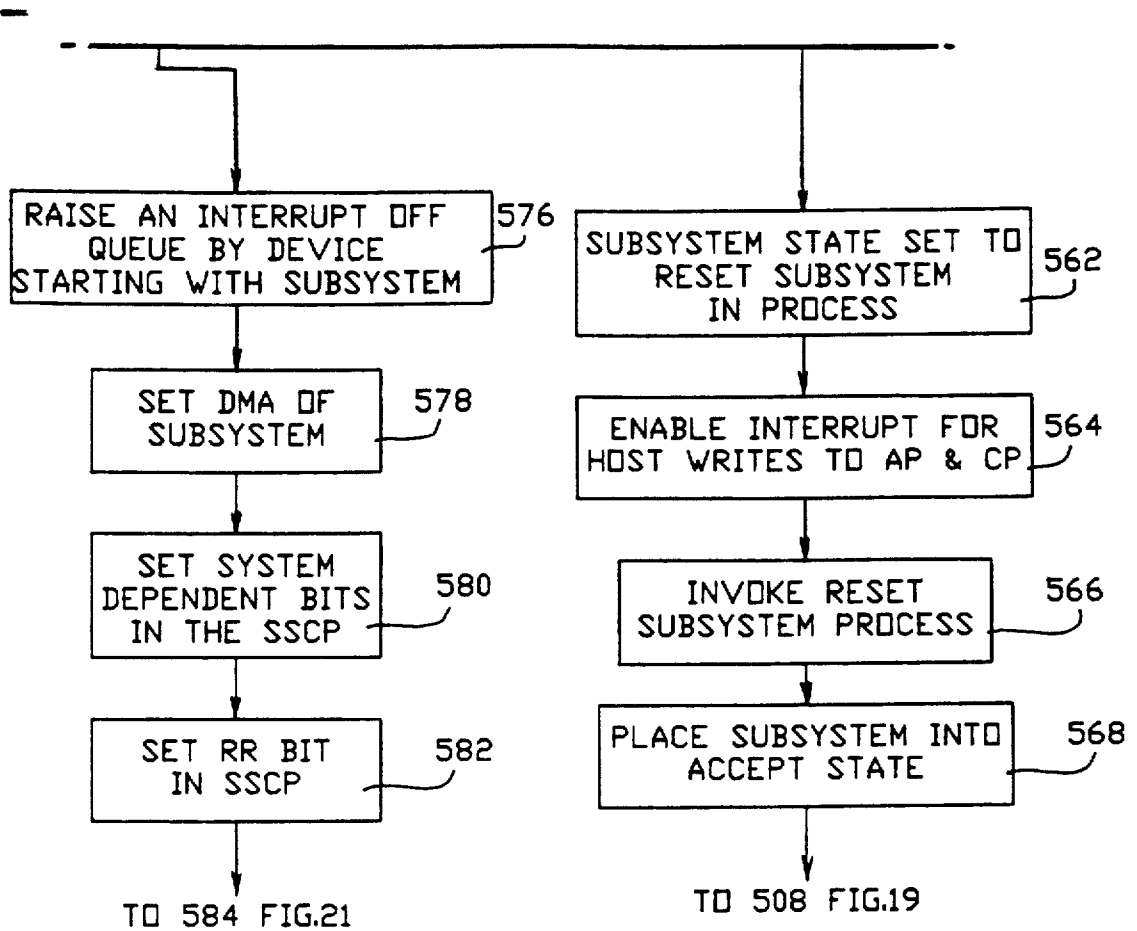 RAISE AN INTERRUPT OFF
QUEUE BY DEVICE
STARTING WITH SUBSYSTEM
576
SET DMA OF
SUBSYSTEM
578
SET SYSTEM
DEPENDENT BITS
IN THE SSCP
580
SET RR BIT
IN SSCP
582
TO 584 FIG.21
SUBSYSTEM STATE SET TO
RESET SUBSYSTEM
IN PROCESS
562
ENABLE INTERRUPT FOR
HOST WRITES TO AP & CP
564
INVOKE RESET
SUBSYSTEM PROCESS
566
PLACE SUBSYSTEM INTO
ACCEPT STATE
568
TO 508 FIG.19